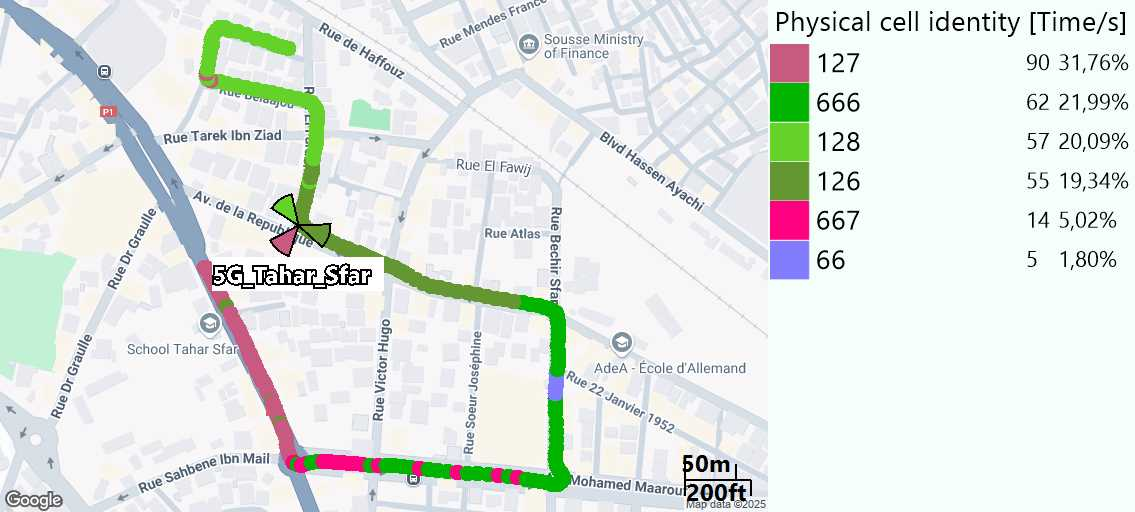 Physical cell identity [Time/s]
127 90 31,76%
666 62 21,99%
128 57 20,09%
126 55 19,34%
667 14 5,02%
66 5 1,80%
Rue de Haffouz
Rue Mendes France
Sousse Ministry
of Finance
P1
Rue Tarek Ibn Ziad
Blvd Hassen Ayachi
Rue El Fawij
Av. de la Republique
Rue Dr Graulle
Rue Atlas
Rue Bechir Sfar
5G_Tahar_Sfar
School Tahar Sfar
Rue Victor Hugo
Rue Soeur Joséphine
AdeA - École d'Allemand
Rue Dr Graulle
Rue 22 Janvier 1952
Rue Sahbene Ibn Mail
50m
200ft
Mohamed Maarou
Google
Map data ©2025